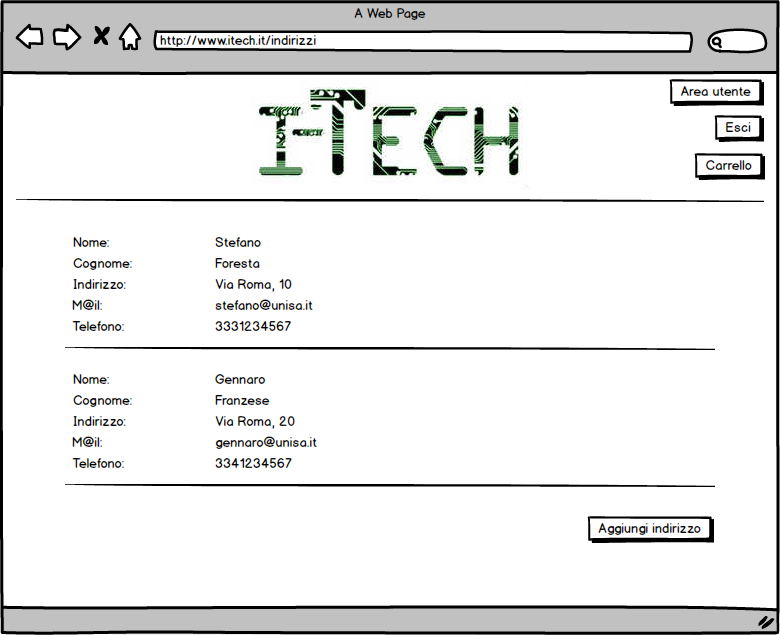 A Web Page
http://www.itech.it/indirizzi
I-TECH
Area utente
Esci
Carrello
Nome: Stefano
Cognome: Foresta
Indirizzo: Via Roma, 10
M@il: stefano@unisa.it
Telefono: 3331234567
Nome: Gennaro
Cognome: Franzese
Indirizzo: Via Roma, 20
M@il: gennaro@unisa.it
Telefono: 3341234567
Aggiungi indirizzo